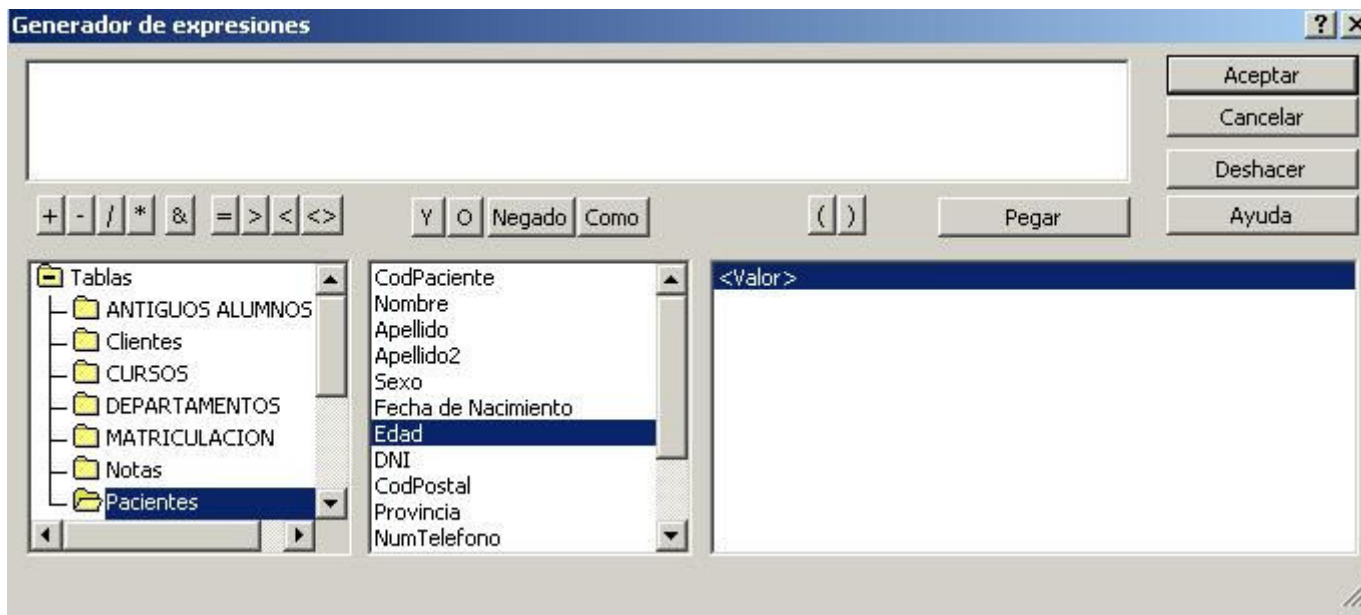 Generador de expresiones
Aceptar
Cancelar
Deshacer
+ - / * & = > < <> Y O Negado Como ( ) Pegar Ayuda
Tablas
ANTIGUOS ALUMNOS
Clientes
CURSOS
DEPARTAMENTOS
MATRICULACION
Notas
Pacientes
CodPaciente
Nombre
Apellido
Apellido2
Sexo
Fecha de Nacimiento
Edad
DNI
CodPostal
Provincia
NumTelefono
<Valor>